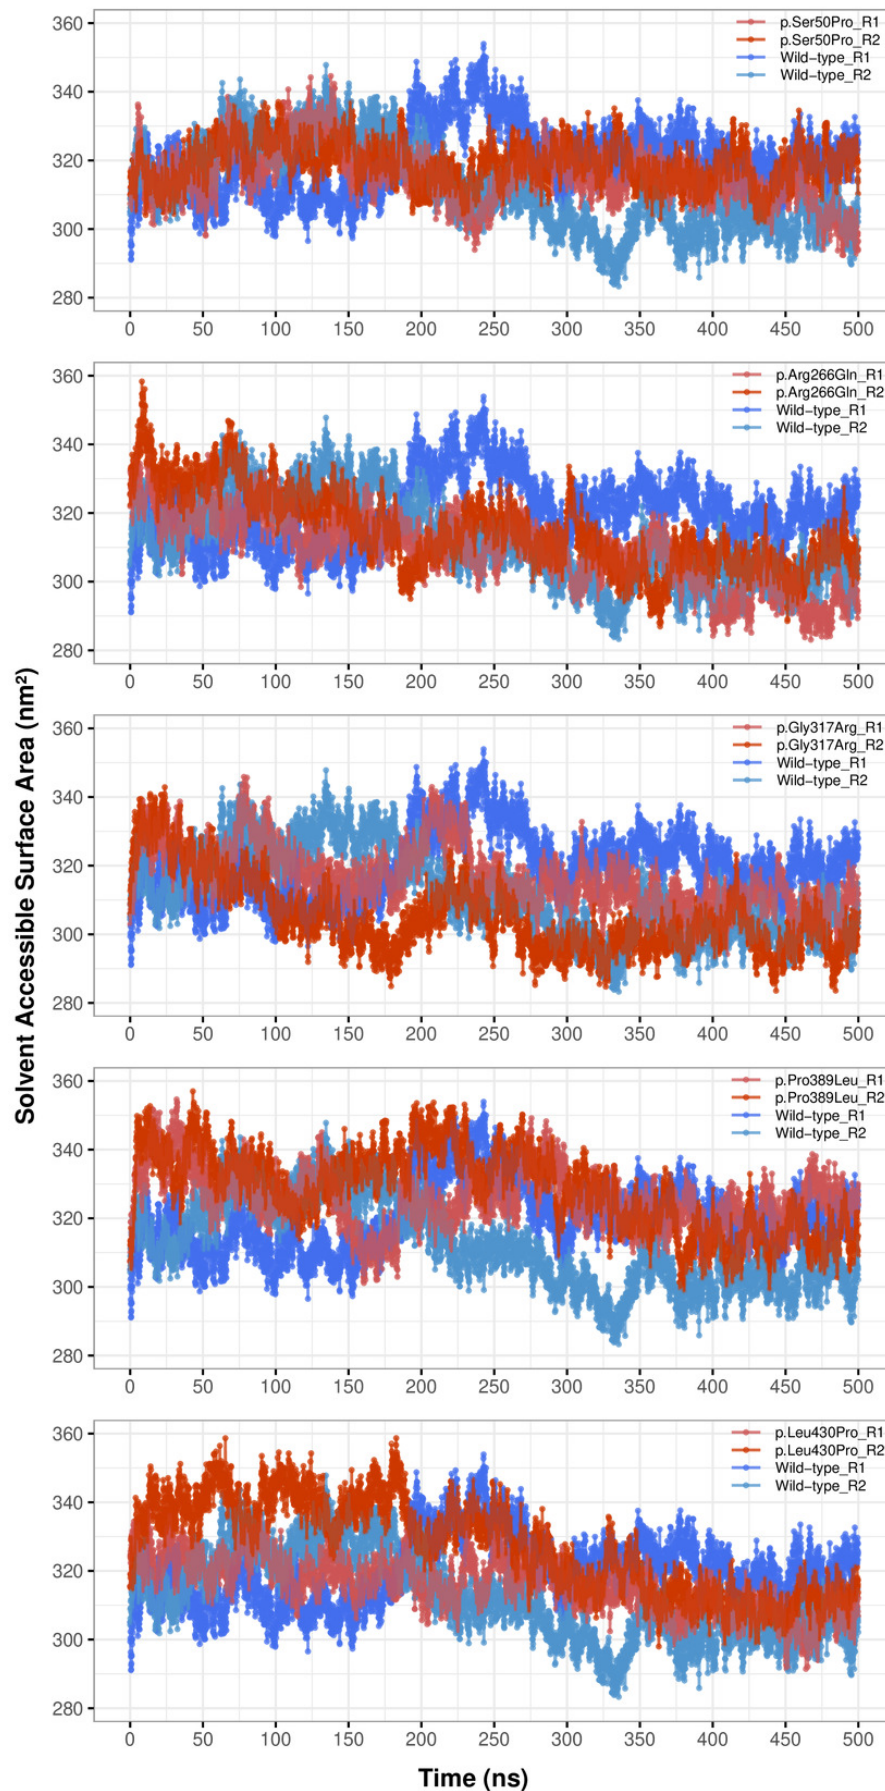 Solvent Accessible Surface Area (nm²)
360
340
320
300
280
p.Ser50Pro_R1
p.Ser50Pro_R2
Wild-type_R1
Wild-type_R2
0 50 100 150 200 250 300 350 400 450 500
360
340
320
300
280
p.Arg266Gln_R1
p.Arg266Gln_R2
Wild-type_R1
Wild-type_R2
0 50 100 150 200 250 300 350 400 450 500
360
340
320
300
280
p.Gly317Arg_R1
p.Gly317Arg_R2
Wild-type_R1
Wild-type_R2
0 50 100 150 200 250 300 350 400 450 500
360
340
320
300
280
p.Pro389Leu_R1
p.Pro389Leu_R2
Wild-type_R1
Wild-type_R2
0 50 100 150 200 250 300 350 400 450 500
360
340
320
300
280
p.Leu430Pro_R1
p.Leu430Pro_R2
Wild-type_R1
Wild-type_R2
0 50 100 150 200 250 300 350 400 450 500
Time (ns)